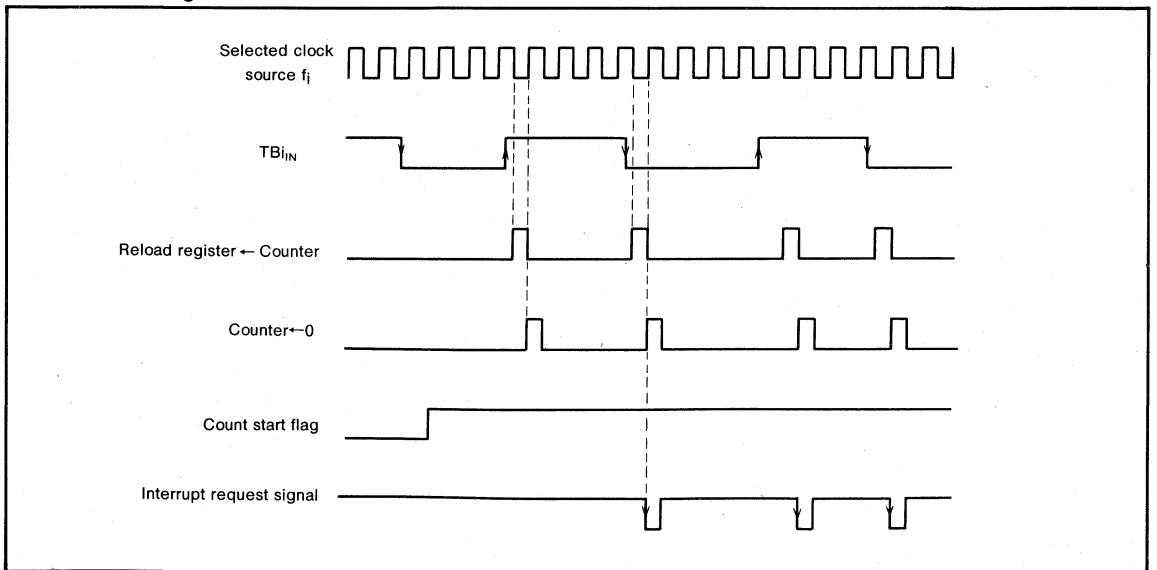 Selected clock
source fi
TBiIN
Reload register ← Counter
Counter←0
Count start flag
Interrupt request signal